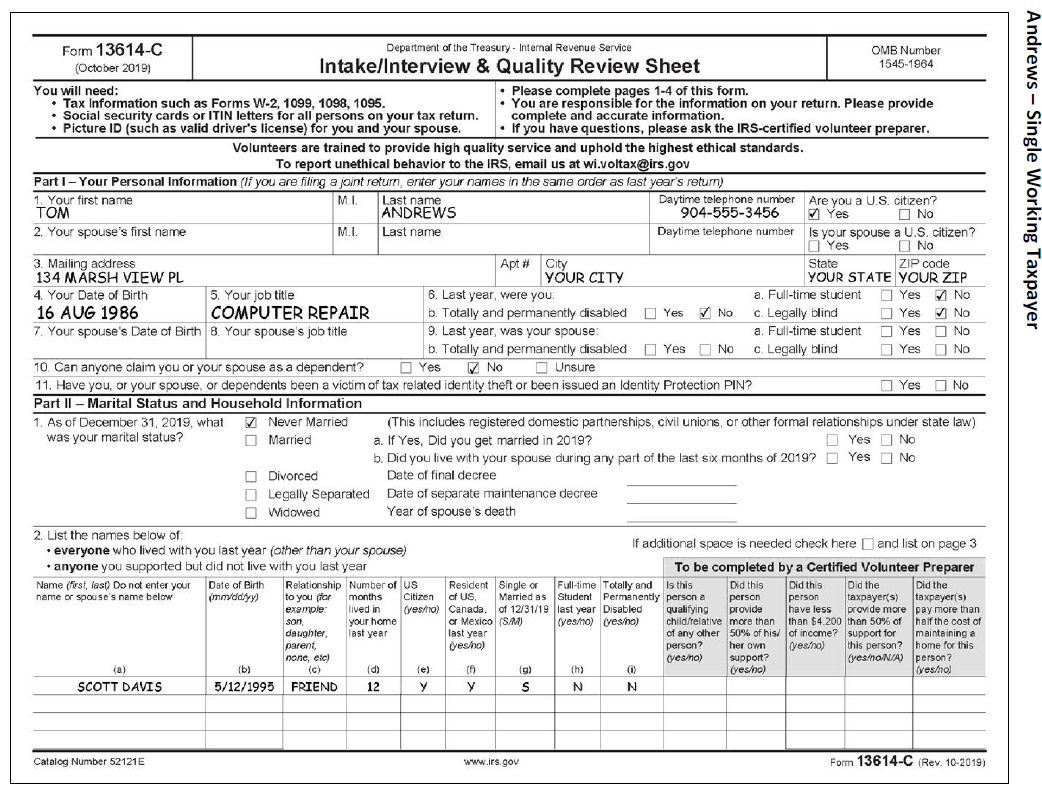 Andrews – Single Working Taxpayer
Form 13614-C
(October 2019)
Department of the Treasury - Internal Revenue Service
Intake/Interview & Quality Review Sheet
OMB Number
1545-1964
You will need:
• Tax Information such as Forms W-2, 1099, 1098, 1095.
• Social security cards or ITIN letters for all persons on your tax return.
• Picture ID (such as valid driver's license) for you and your spouse.
• Please complete pages 1-4 of this form.
• You are responsible for the information on your return. Please provide
complete and accurate information.
• If you have questions, please ask the IRS-certified volunteer preparer.
Volunteers are trained to provide high quality service and uphold the highest ethical standards.
To report unethical behavior to the IRS, email us at wi.voltax@irs.gov
Part I – Your Personal Information (If you are filing a joint return, enter your names in the same order as last year's return)
1. Your first name M.I. Last name Daytime telephone number Are you a U.S. citizen?
TOM ANDREWS 904-555-3456 Yes No
2. Your spouse's first name M.I. Last name Daytime telephone number Is your spouse a U.S. citizen?
Yes No
3. Mailing address Apt # City State ZIP code
134 MARSH VIEW PL YOUR CITY YOUR STATE YOUR ZIP
4. Your Date of Birth 5. Your job title 6. Last year, were you: a. Full-time student Yes No
16 AUG 1986 COMPUTER REPAIR b. Totally and permanently disabled Yes No c. Legally blind Yes No
7. Your spouse's Date of Birth 8. Your spouse's job title 9. Last year, was your spouse: a. Full-time student Yes No
b. Totally and permanently disabled Yes No c. Legally blind Yes No
10. Can anyone claim you or your spouse as a dependent? Yes No Unsure
11. Have you, or your spouse, or dependents been a victim of tax related identity theft or been issued an Identity Protection PIN? Yes No
Part II – Marital Status and Household Information
1. As of December 31, 2019, what Never Married (This includes registered domestic partnerships, civil unions, or other formal relationships under state law)
was your marital status? Married a. If Yes, Did you get married in 2019? Yes No
b. Did you live with your spouse during any part of the last six months of 2019? Yes No
Divorced Date of final decree
Legally Separated Date of separate maintenance decree
Widowed Year of spouse's death
2. List the names below of:
• everyone who lived with you last year (other than your spouse)
• anyone you supported but did not live with you last year
If additional space is needed check here and list on page 3
To be completed by a Certified Volunteer Preparer
Name (first, last) Do not enter your
name or spouse's name below
(a)
Date of Birth
(mm/dd/yy)
(b)
Relationship
to you (for
example:
son,
daughter,
parent,
none, etc)
(c)
Number of
months
lived in
your home
last year
(d)
US
Citizen
(yes/no)
(e)
Resident
of US,
Canada,
or Mexico
last year
(yes/no)
(f)
Single or
Married as
of 12/31/19
(S/M)
(g)
Full-time
Student
last year
(yes/no)
(h)
Totally and
Permanently
Disabled
(yes/no)
(i)
Is this
person a
qualifying
child/relative
of any other
person?
(yes/no)
Did this
person
provide
more than
50% of his/
her own
support?
(yes/no)
Did this
person
have less
than $4,200
of income?
(yes/no)
Did the
taxpayer(s)
provide more
than 50% of
support for
this person?
(yes/no/N/A)
Did the
taxpayer(s)
pay more than
half the cost of
maintaining a
home for this
person?
(yes/no)
SCOTT DAVIS 5/12/1995 FRIEND 12 Y Y S N N
Catalog Number 52121E www.irs.gov Form 13614-C (Rev. 10-2019)